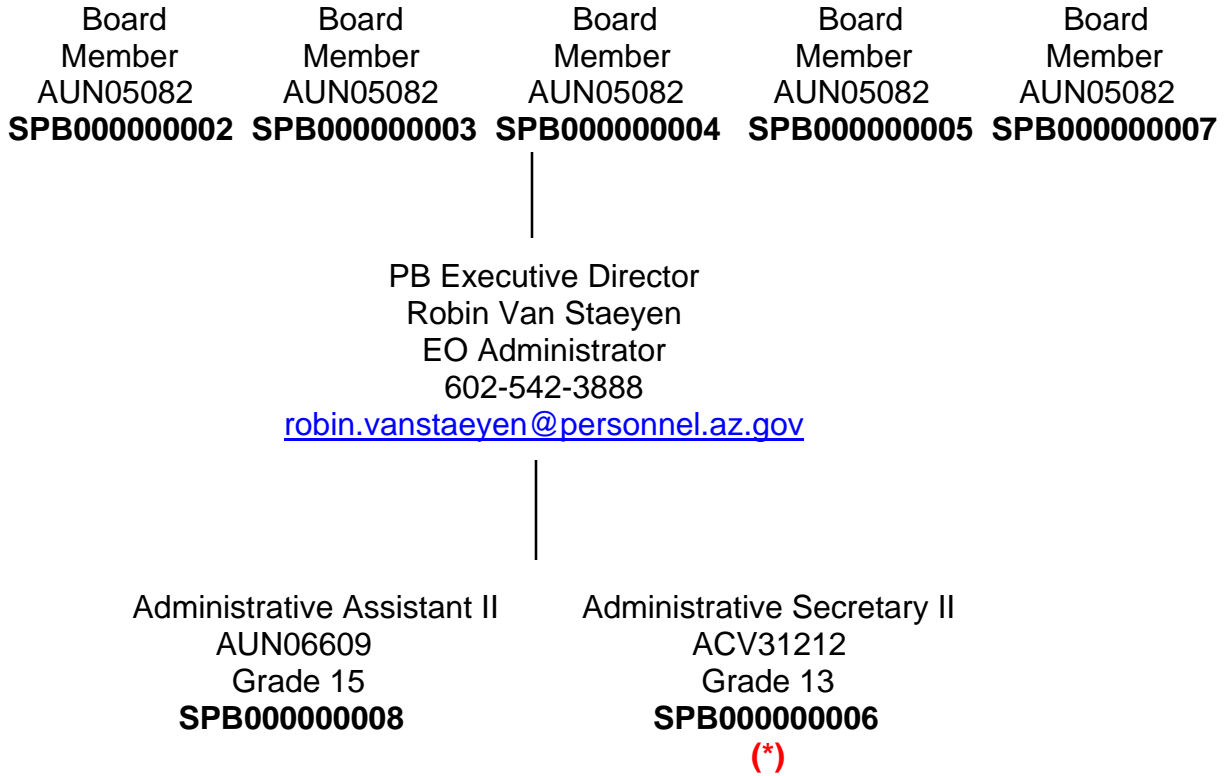 Board Board Board Board Board
Member Member Member Member Member
AUN05082 AUN05082 AUN05082 AUN05082 AUN05082
SPB000000002 SPB000000003 SPB000000004 SPB000000005 SPB000000007
PB Executive Director
Robin Van Staeyen
EO Administrator
602-542-3888
robin.vanstaeyen@personnel.az.gov
Administrative Assistant II Administrative Secretary II
AUN06609 ACV31212
Grade 15 Grade 13
SPB000000008 SPB000000006
(*)